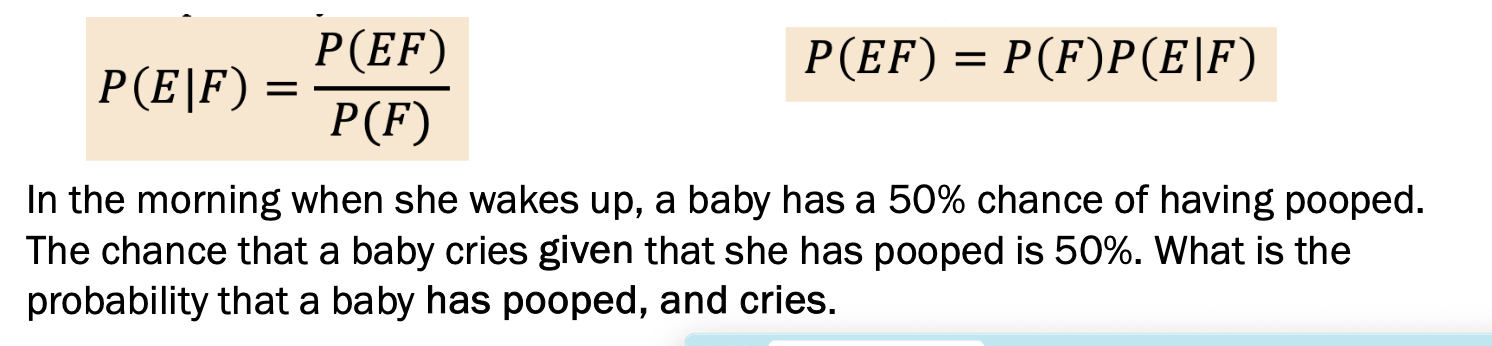 P(E|F) = P(EF) / P(F)
P(EF) = P(F)P(E|F)
In the morning when she wakes up, a baby has a 50% chance of having pooped.
The chance that a baby cries given that she has pooped is 50%. What is the
probability that a baby has pooped, and cries.